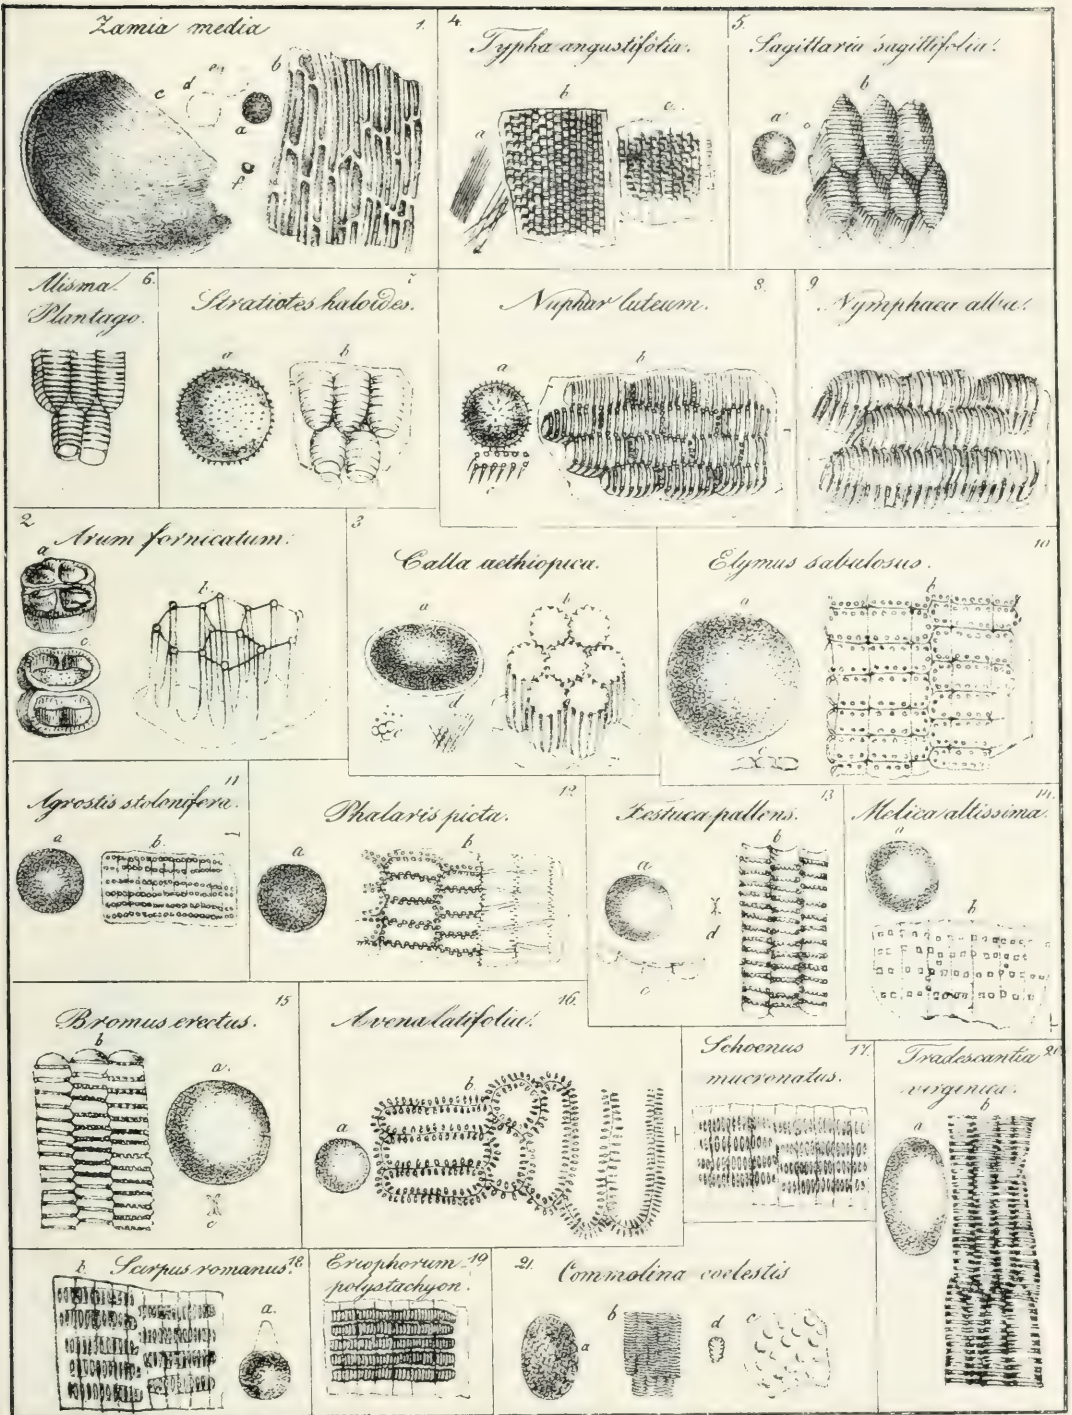 Zamia media 1.
c d e a f b
4. Typha angustifolia.
a b c. d
5. Sagittaria sagittifolia.
a b
Alisma 6.
Plantago.
Stratiotes haloides. 7
a b
Nuphar luteum. 8.
a b c
9. Nymphaea alba.
2. Arum fornicatum.
a b c.
3 Calla aethiopica.
a b c d
Elymus sabulosus. 10.
a b c
Agrostis stolonifera. 11
a b.
Phalaris picta. 12.
a b
Festuca pallens. 13
a. b c d
Melica altissima. 14.
a b
Bromus erectus. 15
b a. c
Avena latifolia. 16.
a b.
Schoenus 17.
mucronatus.
Tradescantia 20.
virginica.
a b
Scirpus romanus. 18.
b. a.
Eriophorum 19
polystachyon.
21. Commolina coelestis
a b d c